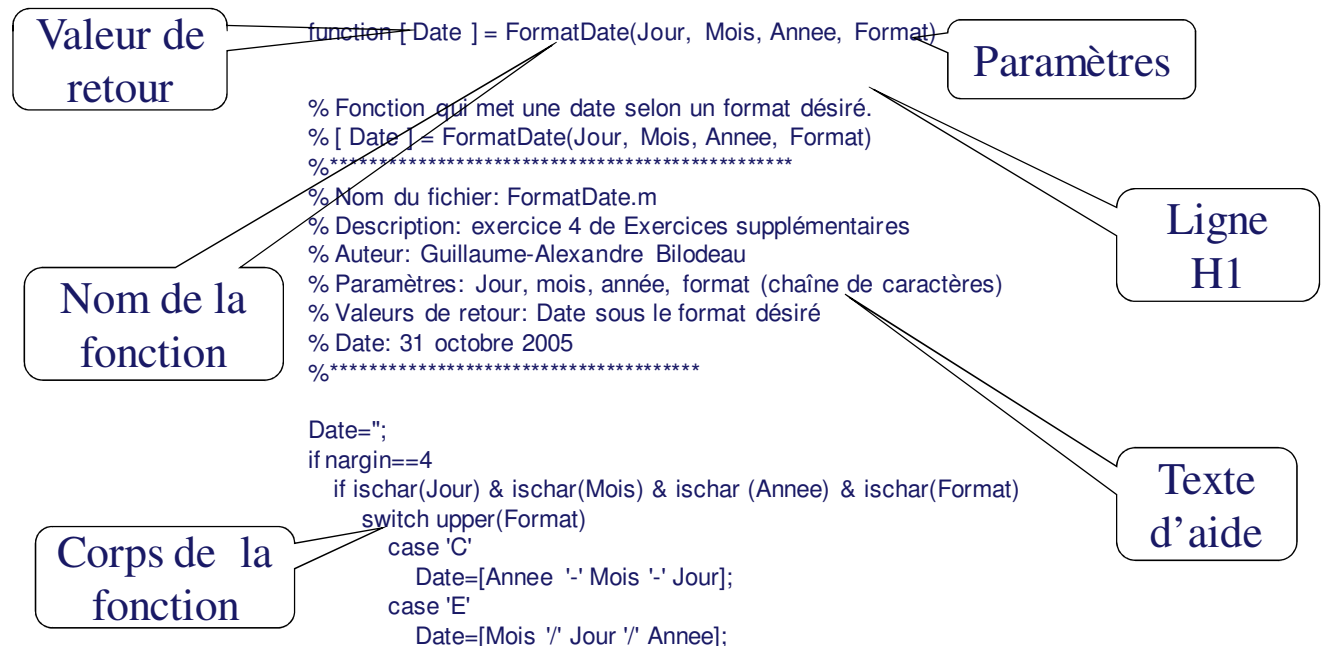 Valeur de
retour
function [ Date ] = FormatDate(Jour, Mois, Annee, Format)
Paramètres
% Fonction qui met une date selon un format désiré.
% [ Date ] = FormatDate(Jour, Mois, Annee, Format)
%***********************************************
% Nom du fichier: FormatDate.m
% Description: exercice 4 de Exercices supplémentaires
% Auteur: Guillaume-Alexandre Bilodeau
% Paramètres: Jour, mois, année, format (chaîne de caractères)
% Valeurs de retour: Date sous le format désiré
% Date: 31 octobre 2005
%**************************************
Ligne
H1
Nom de la
fonction
Date='';
if nargin==4
if ischar(Jour) & ischar(Mois) & ischar (Annee) & ischar(Format)
switch upper(Format)
case 'C'
Date=[Annee '-' Mois '-' Jour];
case 'E'
Date=[Mois '/' Jour '/' Annee];
Texte
d’aide
Corps de la
fonction